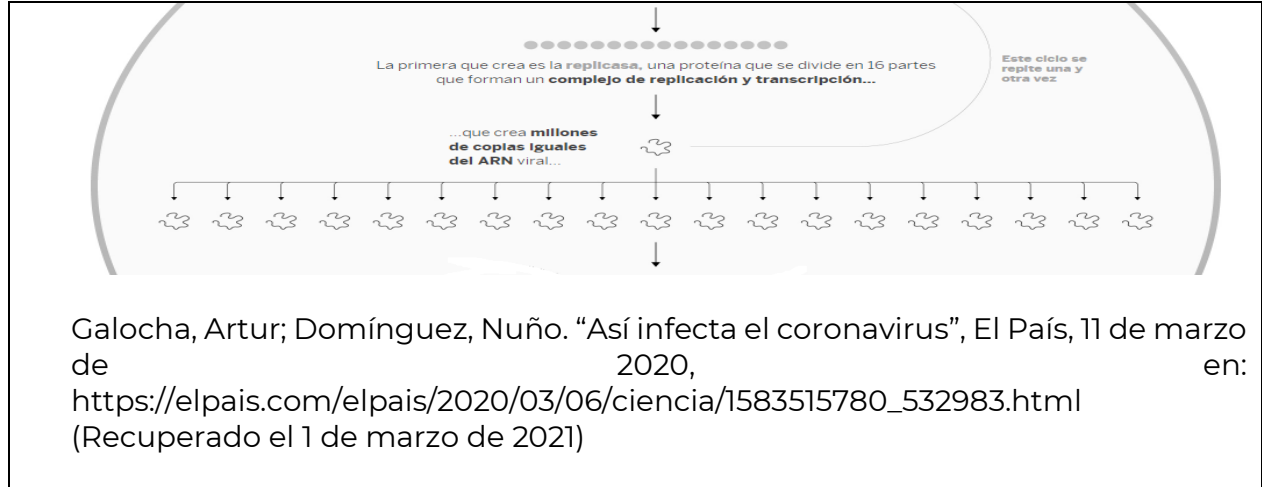 La primera que crea es la replicasa, una proteína que se divide en 16 partes
que forman un complejo de replicación y transcripción...
Este ciclo se
repite una y
otra vez
...que crea millones
de copias iguales
del ARN viral...
Galocha, Artur; Domínguez, Nuño. “Así infecta el coronavirus”, El País, 11 de marzo
de 2020, en:
https://elpais.com/elpais/2020/03/06/ciencia/1583515780_532983.html
(Recuperado el 1 de marzo de 2021)